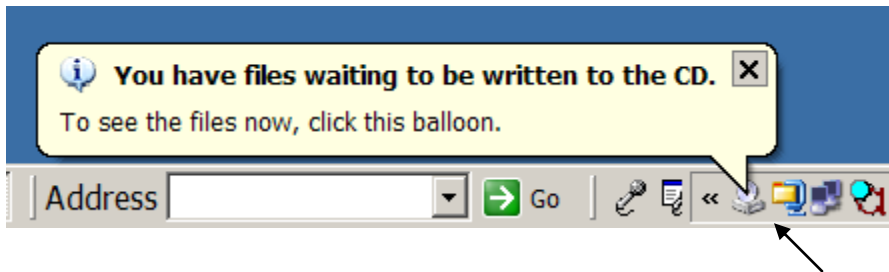 You have files waiting to be written to the CD.
To see the files now, click this balloon.
Address Go «